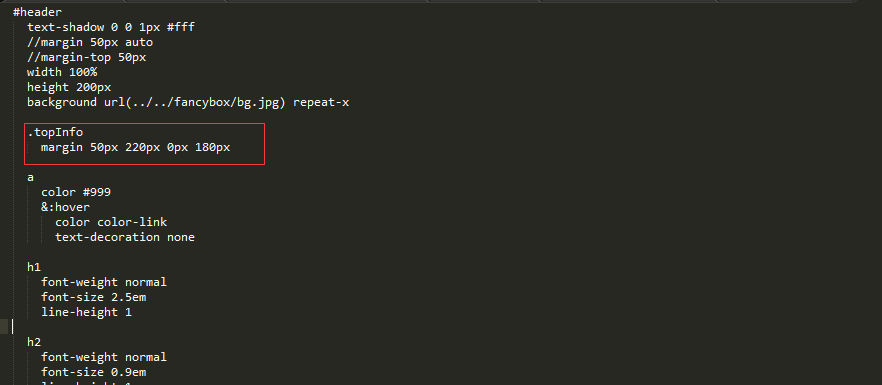 #header
text-shadow 0 0 1px #fff
//margin 50px auto
//margin-top 50px
width 100%
height 200px
background url(../../fancybox/bg.jpg) repeat-x
.topInfo
margin 50px 220px 0px 180px
a
color #999
&:hover
color color-link
text-decoration none
h1
font-weight normal
font-size 2.5em
line-height 1
h2
font-weight normal
font-size 0.9em
line-height 1